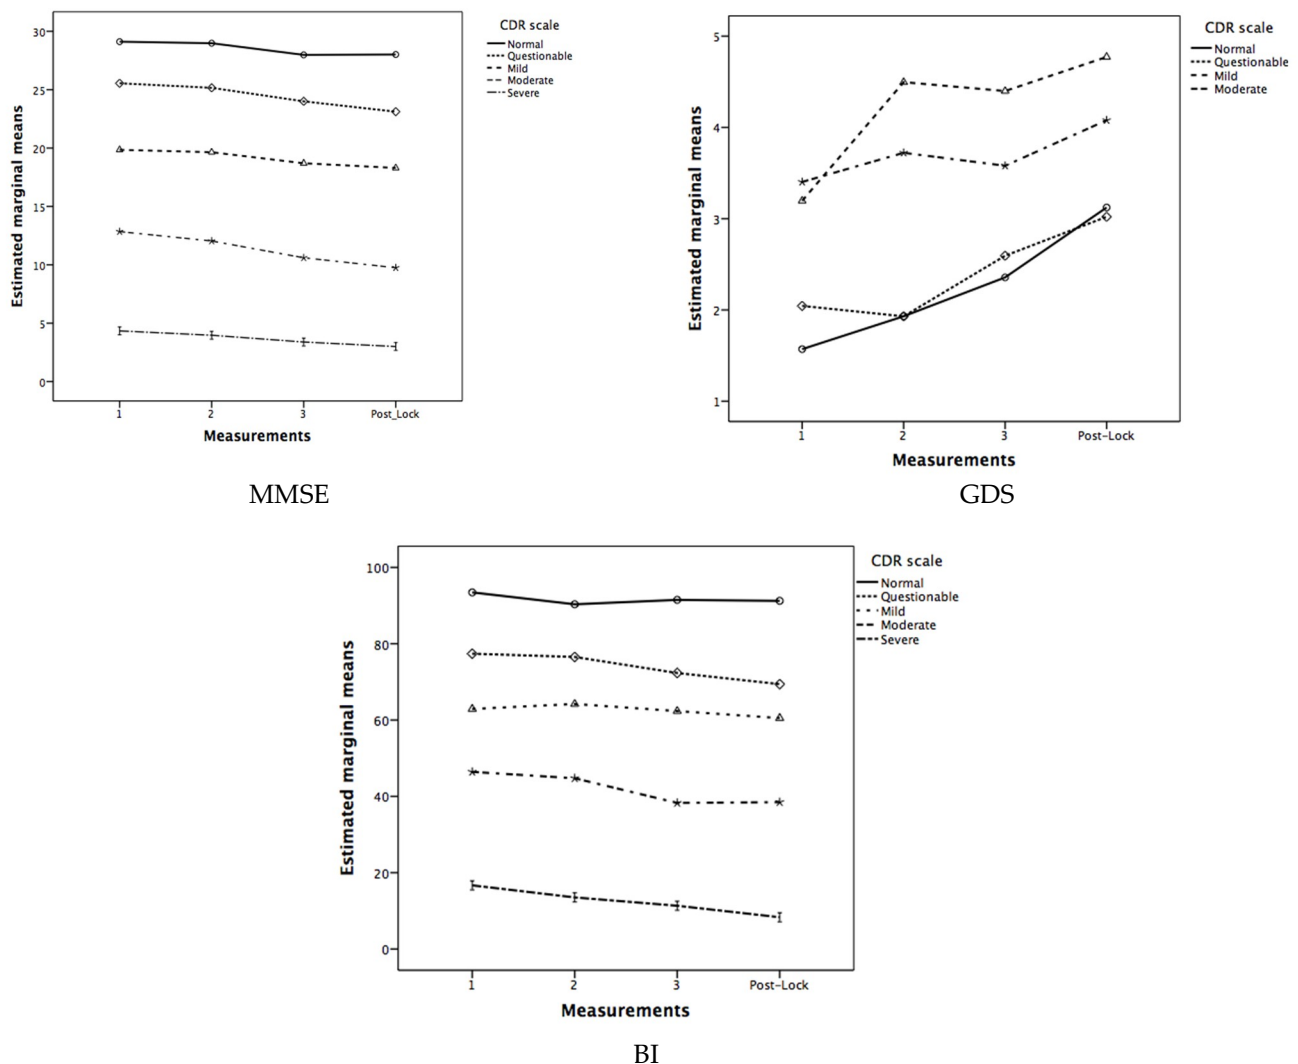 CDR scale
Normal
Questionable
Mild
Moderate
Severe
30
25
20
15
10
5
0
Estimated marginal means
1 2 3 Post_Lock
Measurements
MMSE
CDR scale
Normal
Questionable
Mild
Moderate
5
4
3
2
1
Estimated marginal means
1 2 3 Post-Lock
Measurements
GDS
CDR scale
Normal
Questionable
Mild
Moderate
Severe
100
80
60
40
20
0
Estimated marginal means
1 2 3 Post-Lock
Measurements
BI